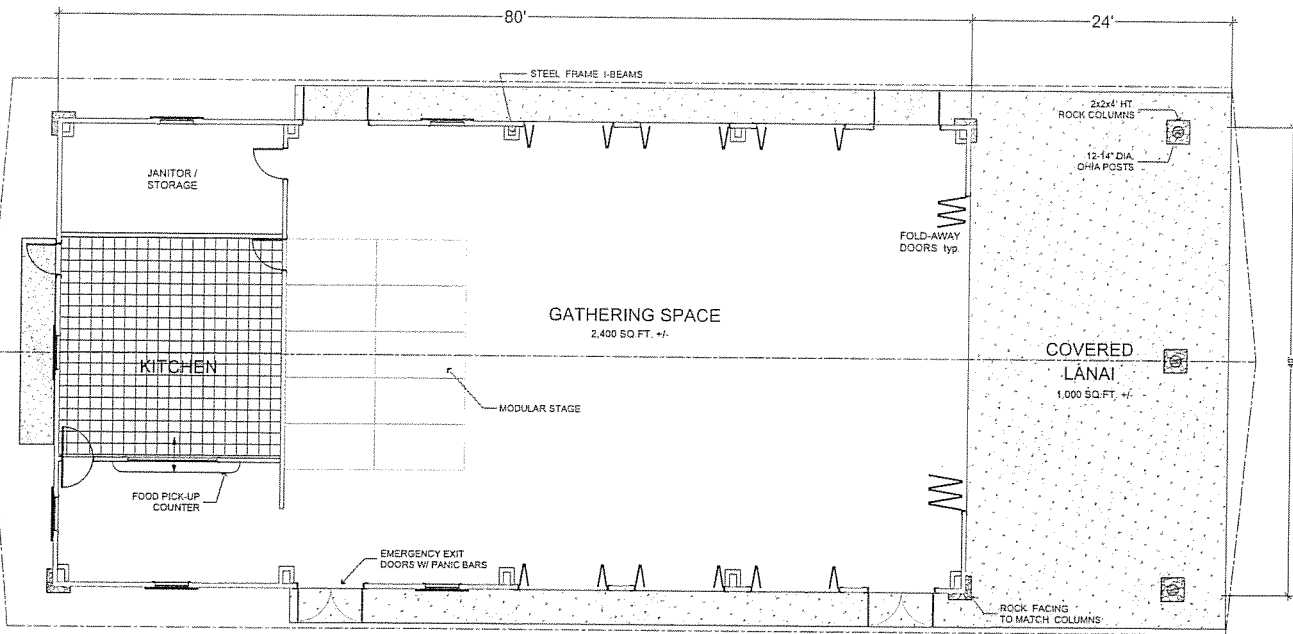 80'
24'
STEEL FRAME I-BEAMS
2x2x4' HT.
ROCK COLUMNS
12-14" DIA.
OHIA POSTS
JANITOR /
STORAGE
FOLD-AWAY
DOORS typ.
GATHERING SPACE
2,400 SQ.FT. +/-
KITCHEN
COVERED
LĀNAI
1,000 SQ.FT. +/-
40'
MODULAR STAGE
FOOD PICK-UP
COUNTER
EMERGENCY EXIT
DOORS W/ PANIC BARS
ROCK FACING
TO MATCH COLUMNS